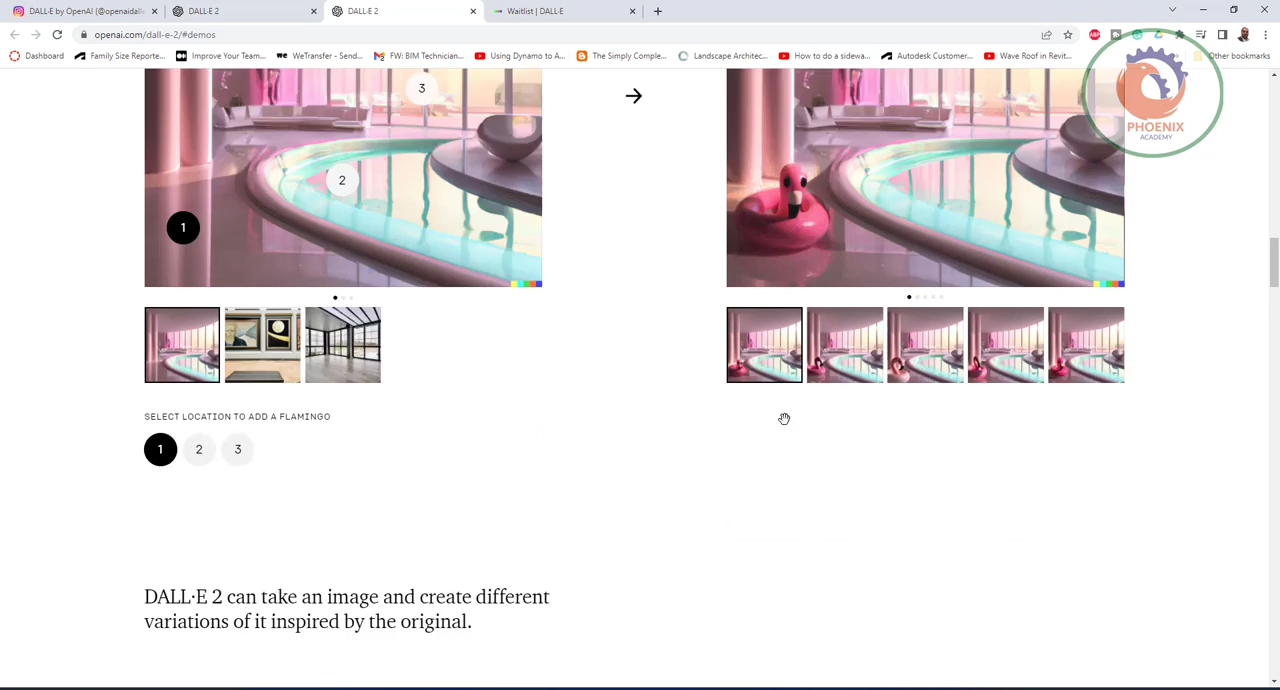 DALL·E by OpenAI (@openaidall
DALL·E 2
DALL·E 2
Waitlist | DALL·E
openai.com/dall-e-2/#demos
Dashboard
Family Size Reporte...
Improve Your Team...
WeTransfer - Send...
FW: BIM Technician...
Using Dynamo to A...
The Simply Comple...
Landscape Architec...
How to do a sidewa...
Autodesk Customer...
Wave Roof in Revit...
Other bookmarks
PHOENIX
ACADEMY
3
2
1
SELECT LOCATION TO ADD A FLAMINGO
1 2 3
DALL·E 2 can take an image and create different
variations of it inspired by the original.